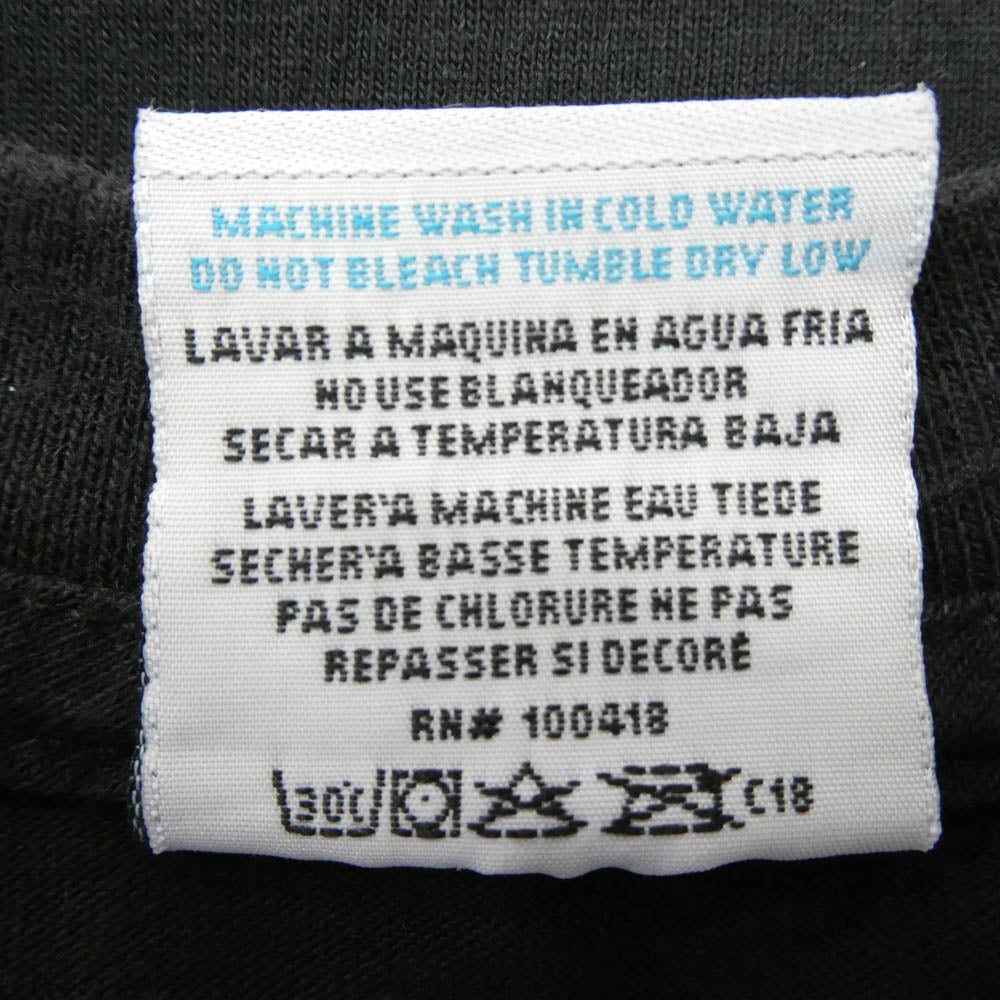 MACHINE WASH IN COLD WATER
DO NOT BLEACH TUMBLE DRY LOW
LAVAR A MAQUINA EN AGUA FRIA
NO USE BLANQUEADOR
SECAR A TEMPERATURA BAJA
LAVER'A MACHINE EAU TIEDE
SECHER'A BASSE TEMPERATURE
PAS DE CHLORURE NE PAS
REPASSER SI DECORÉ
RN# 100418
30C C18